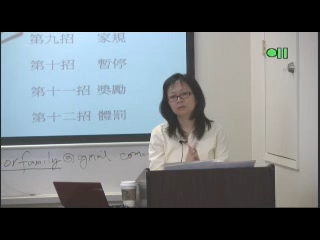 第九招 家規
第十招 暫停
第十一招 獎勵
第十二招 體罰
orfamily@gmail.com